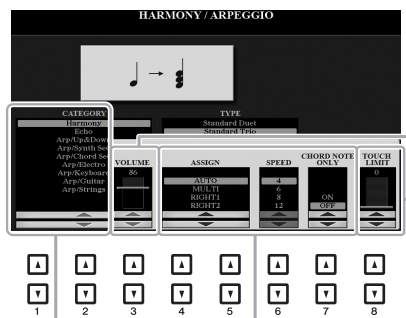 HARMONY / ARPEGGIO
CATEGORY
Harmony
Echo
Arp/Up&Down
Arp/Synth Se
Arp/Chord Se
Arp/Electro
Arp/Keyboard
Arp/Guitar
Arp/Strings
TYPE
Standard Duet
Standard Trio
VOLUME
86
ASSIGN
AUTO
MULTI
RIGHT1
RIGHT2
SPEED
4
6
8
12
CHORD NOTE
ONLY
ON
OFF
TOUCH
LIMIT
0
1 2 3 4 5 6 7 8